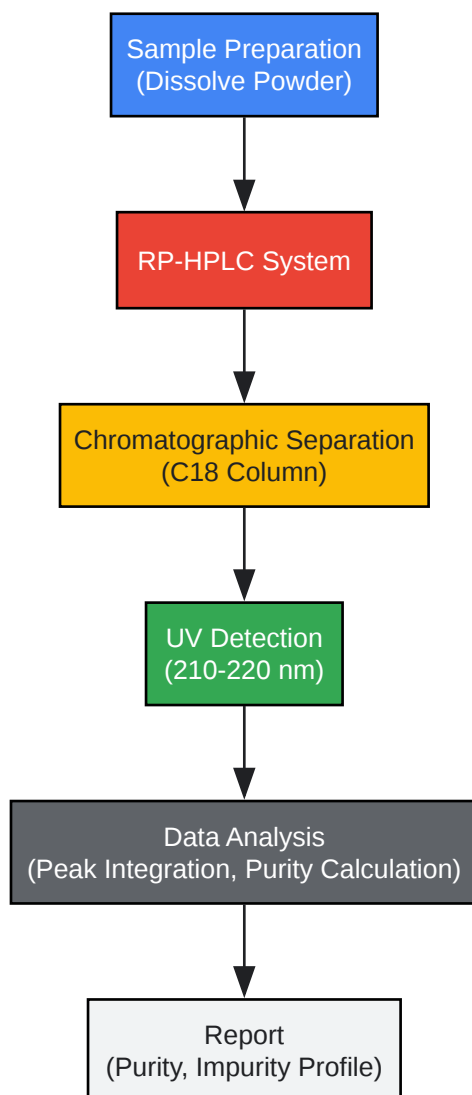 Sample Preparation
(Dissolve Powder)
RP-HPLC System
Chromatographic Separation
(C18 Column)
UV Detection
(210-220 nm)
Data Analysis
(Peak Integration, Purity Calculation)
Report
(Purity, Impurity Profile)